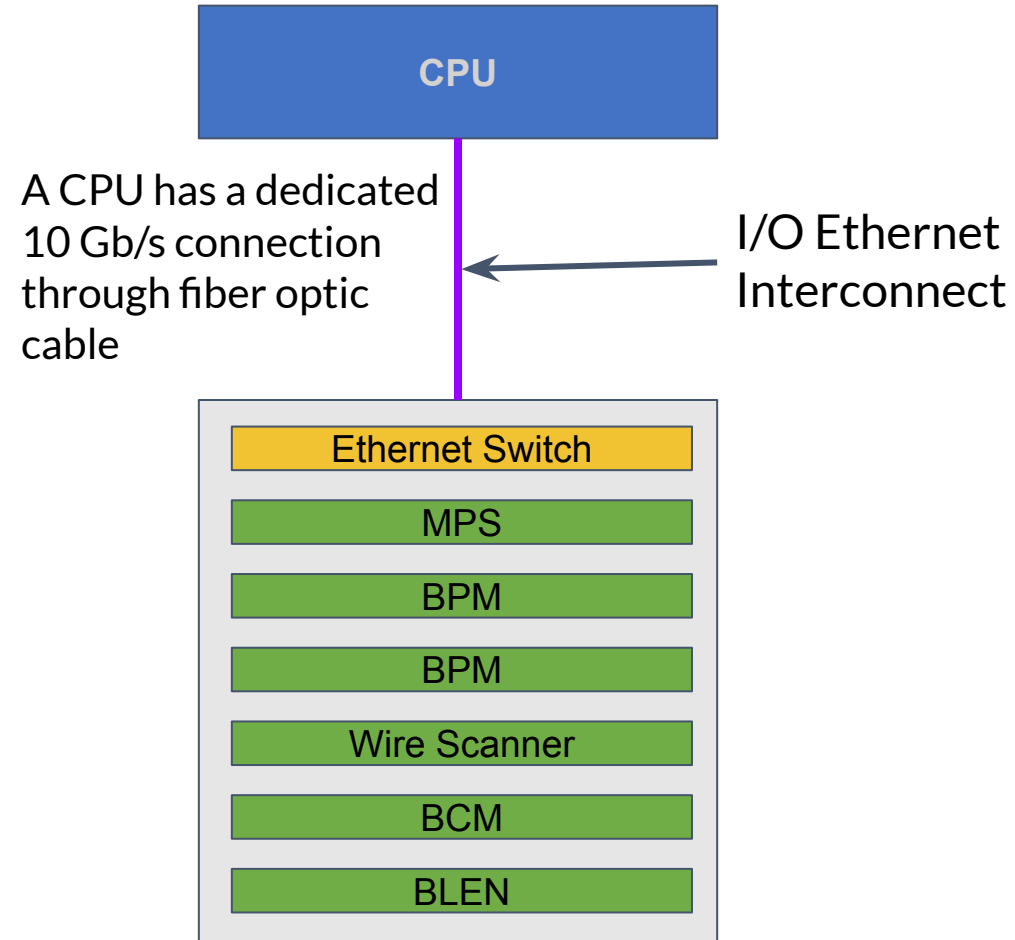 CPU
A CPU has a dedicated
10 Gb/s connection
through fiber optic
cable
I/O Ethernet
Interconnect
Ethernet Switch
MPS
BPM
BPM
Wire Scanner
BCM
BLEN